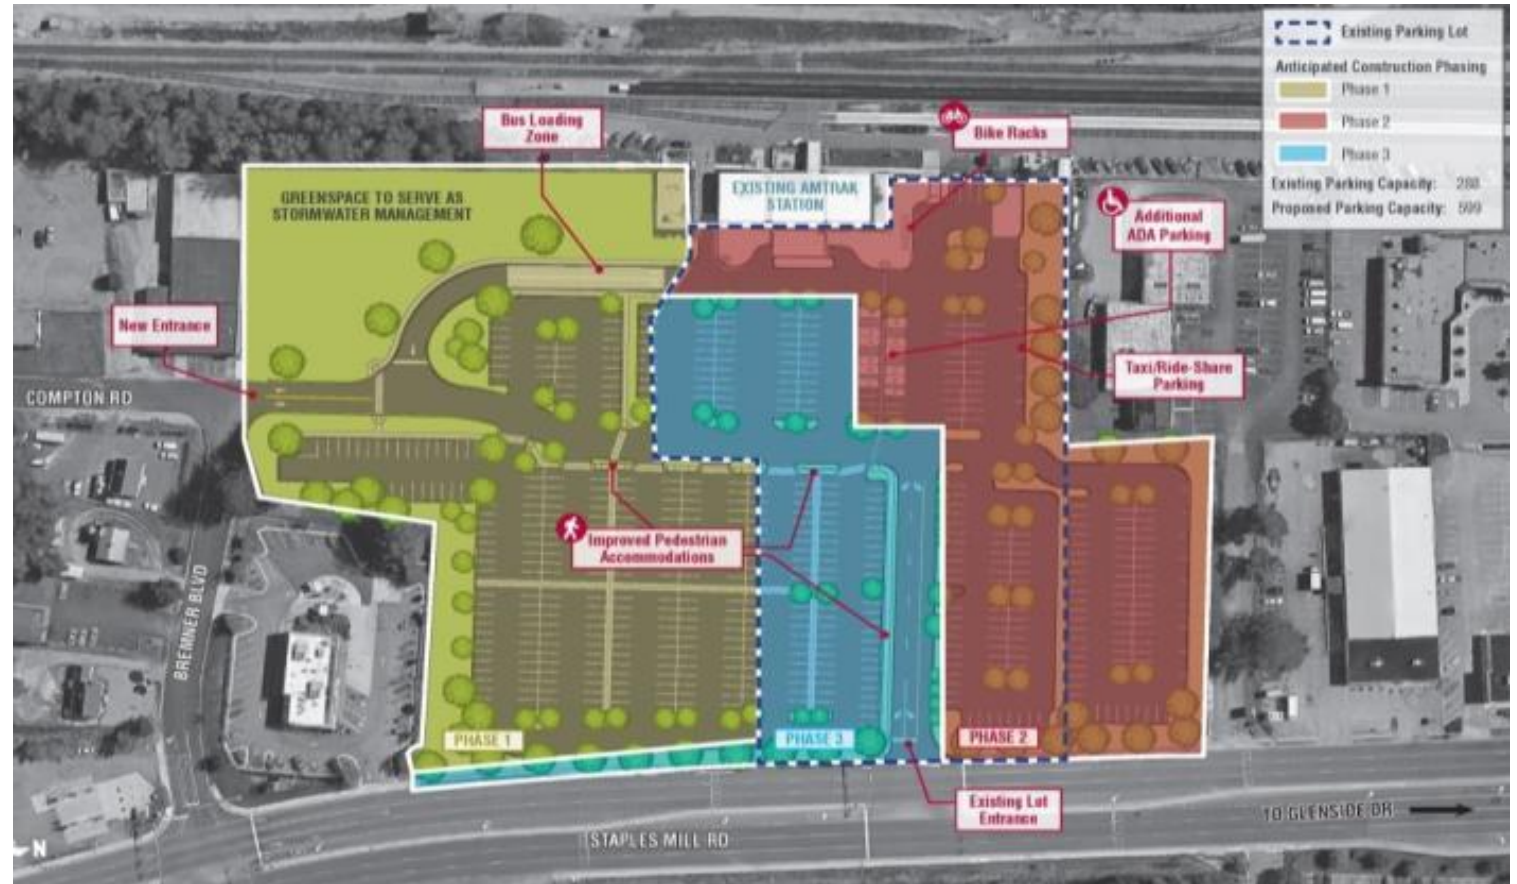 Existing Parking Lot
Anticipated Construction Phasing
Phase 1
Phase 2
Phase 3
Existing Parking Capacity: 288
Proposed Parking Capacity: 599
Bus Loading
Zone
Bike Racks
GREENSPACE TO SERVE AS
STORMWATER MANAGEMENT
EXISTING AMTRAK
STATION
Additional
ADA Parking
New Entrance
Taxi/Ride-Share
Parking
COMPTON RD
Improved Pedestrian
Accommodations
BREMNER BLVD
PHASE 1
PHASE 3
PHASE 2
Existing Lot
Entrance
TO GLENSIDE DR
STAPLES MILL RD
N